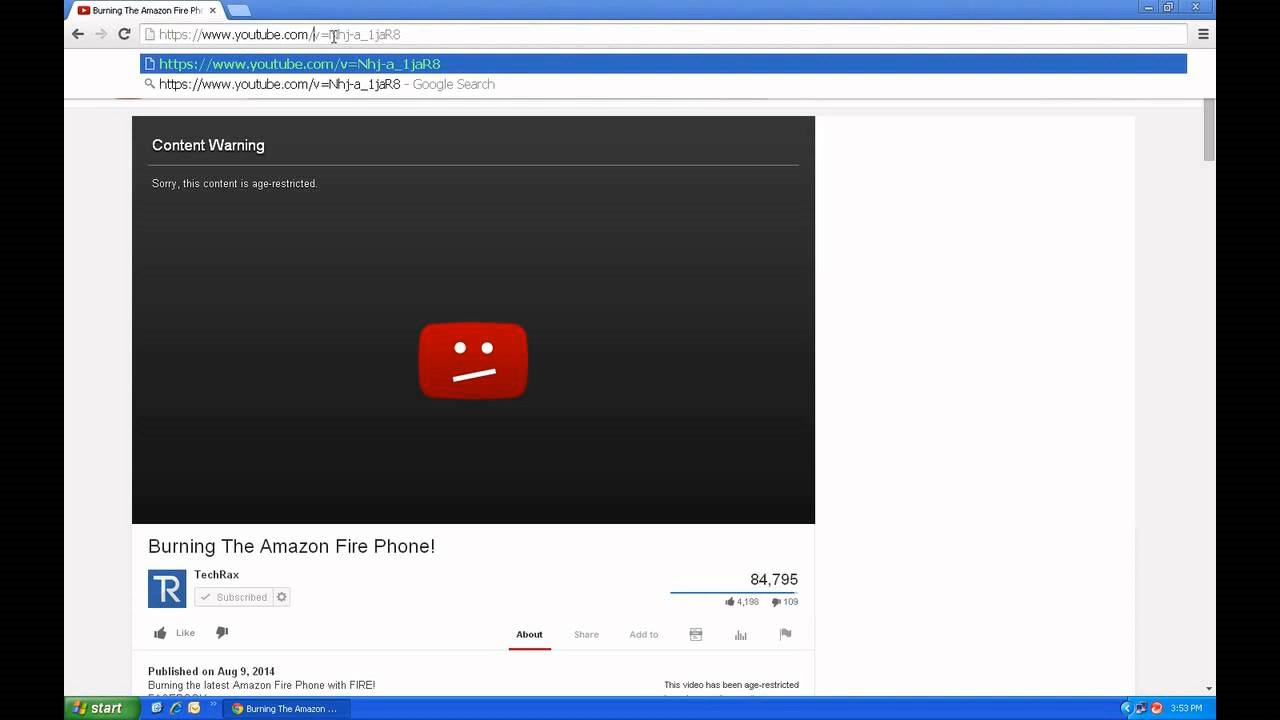 Burning The Amazon Fire Pho
https://www.youtube.com/v=Nhj-a_1jaR8
https://www.youtube.com/v=Nhj-a_1jaR8
https://www.youtube.com/v=Nhj-a_1jaR8 - Google Search
Content Warning
Sorry, this content is age-restricted.
Burning The Amazon Fire Phone!
TR
TechRax
Subscribed
84,795
4,198 109
Like
About Share Add to
Published on Aug 9, 2014
Burning the latest Amazon Fire Phone with FIRE!
This video has been age-restricted
start
Burning The Amazon ...
3:53 PM